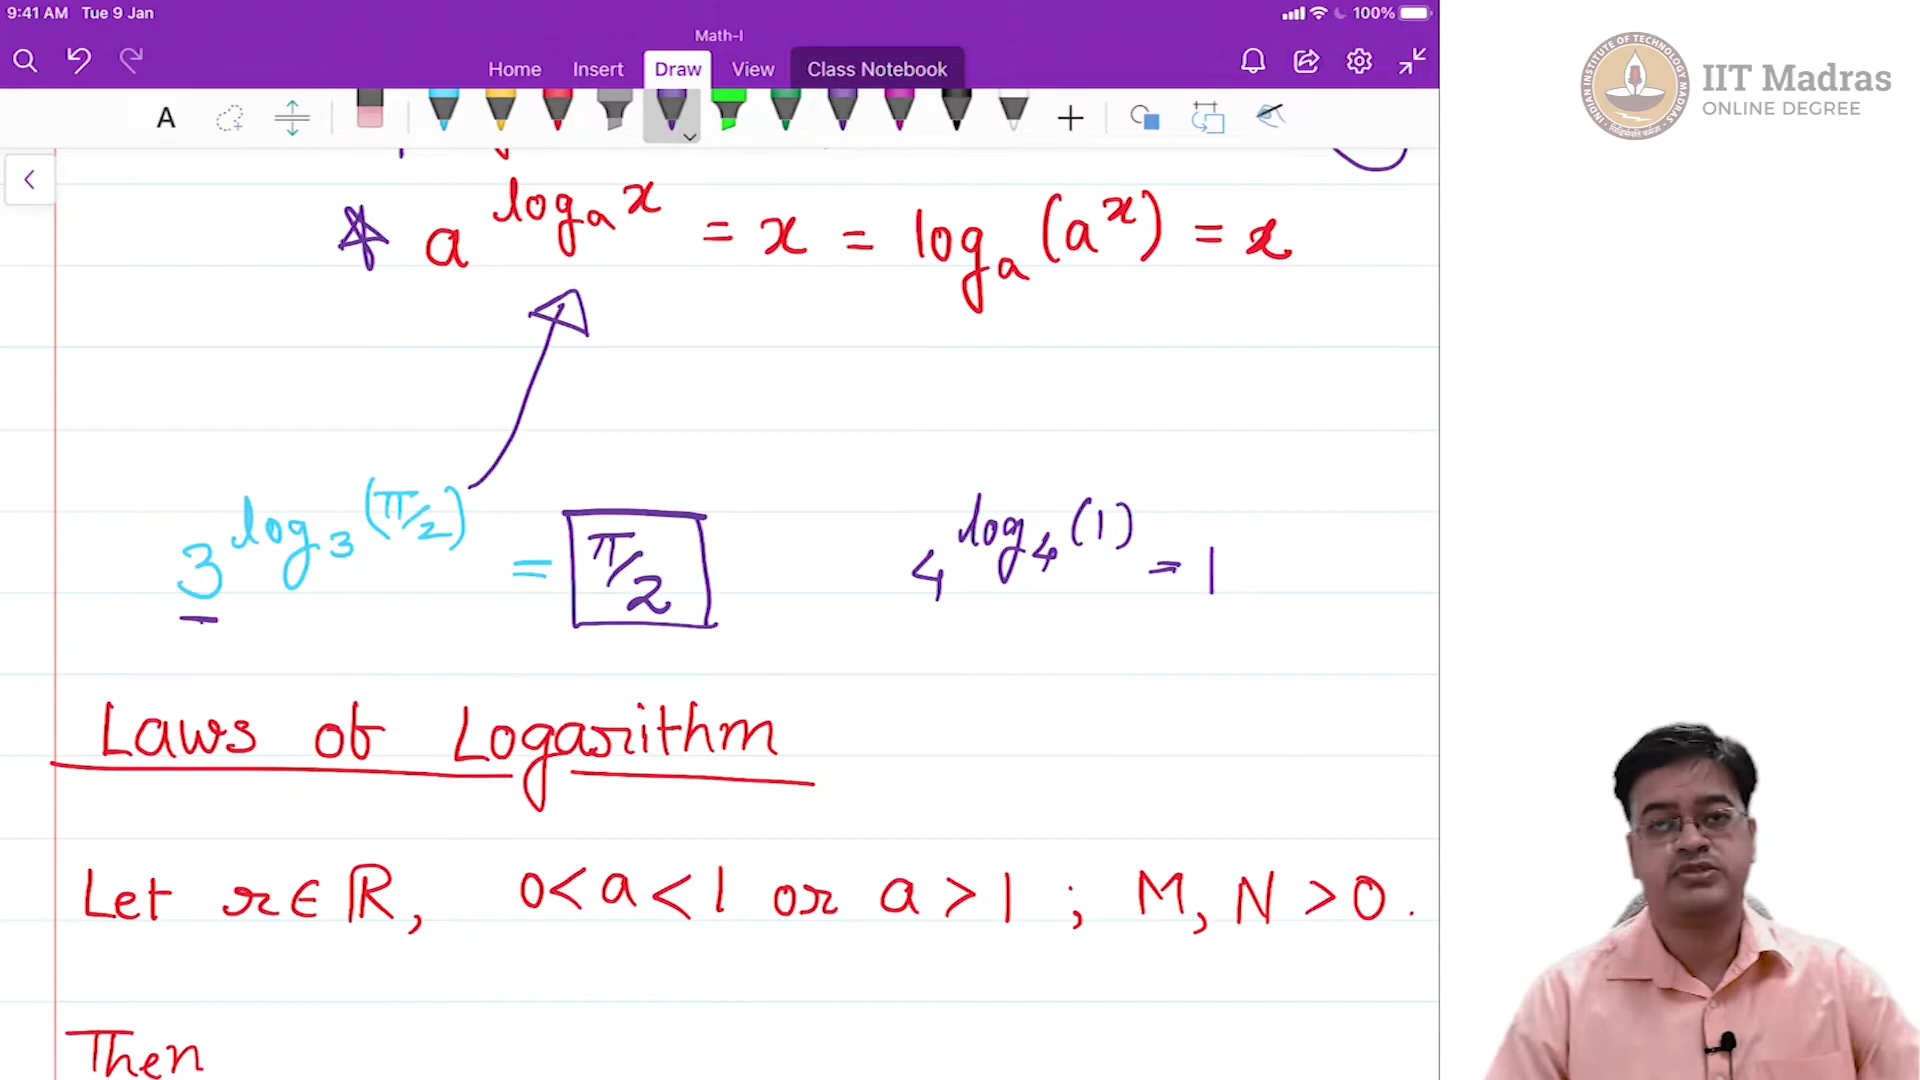 9:41 AM Tue 9 Jan
100%
Math-I
Home Insert Draw View Class Notebook
IIT Madras
ONLINE DEGREE
A
* a^{log_a x} = x = log_a (a^x) = x
3^{log_3 (π/2)} = π/2
4^{log_4 (1)} = 1
Laws of Logarithm
Let r ∈ ℝ, 0 < a < 1 or a > 1 ; M, N > 0 .
Then